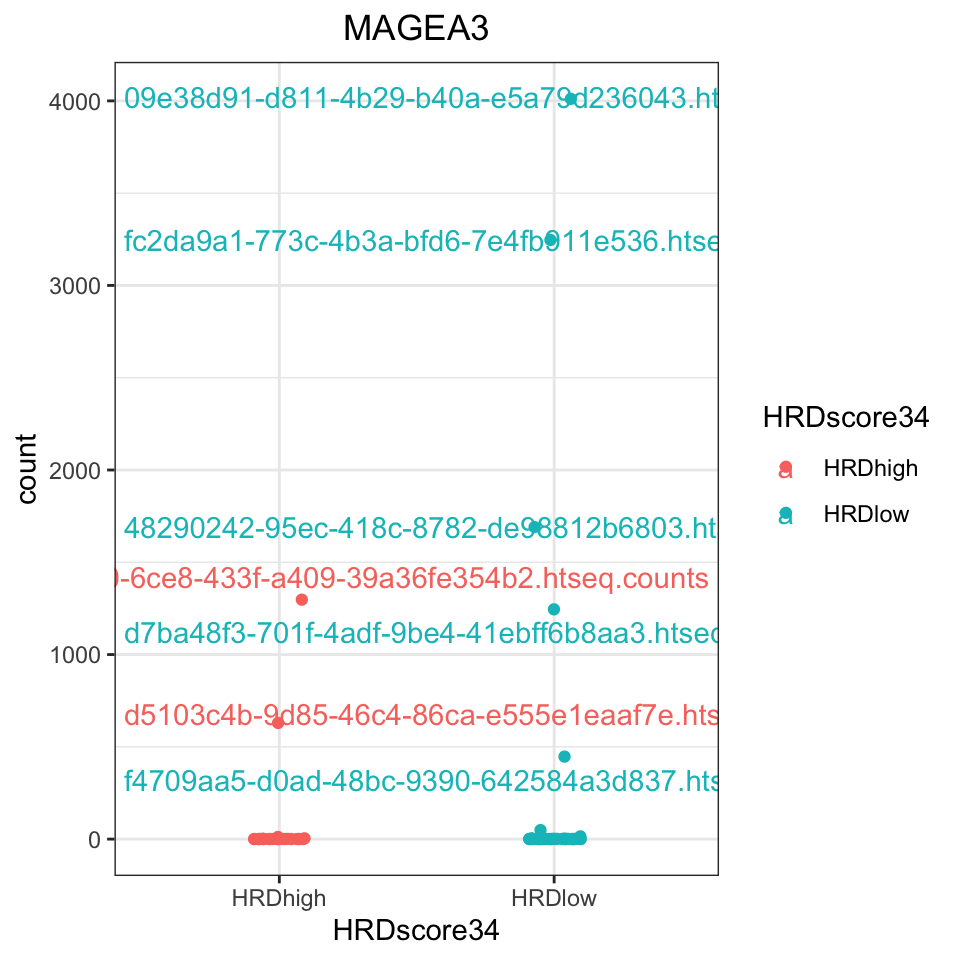 MAGEA3
4000
09e38d91-d811-4b29-b40a-e5a79d236043.ht
fc2da9a1-773c-4b3a-bfd6-7e4fb911e536.htse
3000
2000
48290242-95ec-418c-8782-de98812b6803.ht
-6ce8-433f-a409-39a36fe354b2.htseq.counts
d7ba48f3-701f-4adf-9be4-41ebff6b8aa3.htsec
1000
d5103c4b-9d85-46c4-86ca-e555e1eaaf7e.hts
f4709aa5-d0ad-48bc-9390-642584a3d837.hts
0
count
HRDhigh HRDlow
HRDscore34
HRDscore34
a HRDhigh
a HRDlow